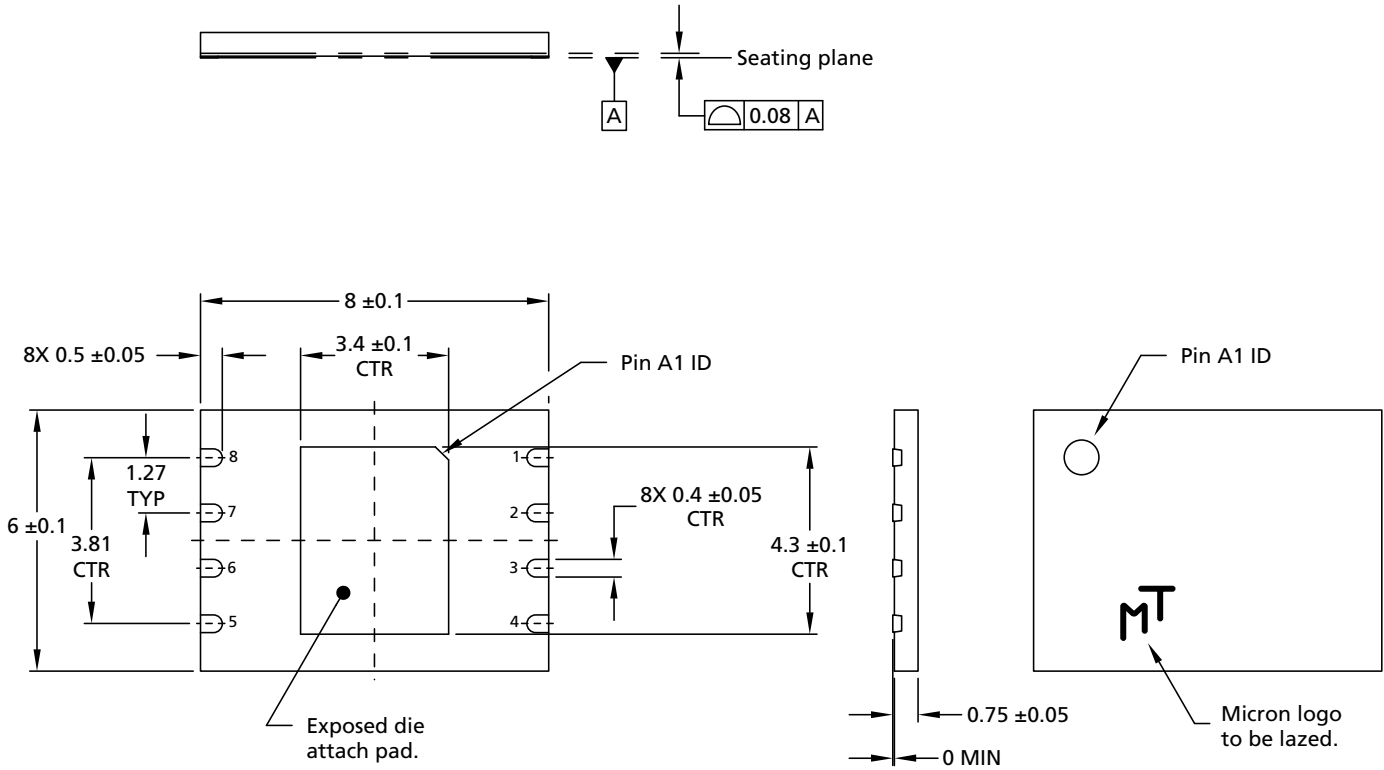 Seating plane
A
0.08 A
8 ±0.1
8X 0.5 ±0.05
3.4 ±0.1
CTR
Pin A1 ID
Pin A1 ID
8
1
1.27
TYP
7
2
8X 0.4 ±0.05
CTR
6 ±0.1
3.81
CTR
4.3 ±0.1
CTR
6
3
5
4
MT
Exposed die
attach pad.
0.75 ±0.05
0 MIN
Micron logo
to be lazed.